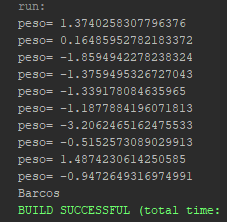 run:
peso= 1.3740258307796376
peso= 0.16485952782183372
peso= -1.8594942278238324
peso= -1.3759495326727043
peso= -1.339178084635965
peso= -1.1877884196071813
peso= -3.2062465162475533
peso= -0.5152573089029913
peso= 1.4874230614250585
peso= -0.9472649316974991
Barcos
BUILD SUCCESSFUL (total time: